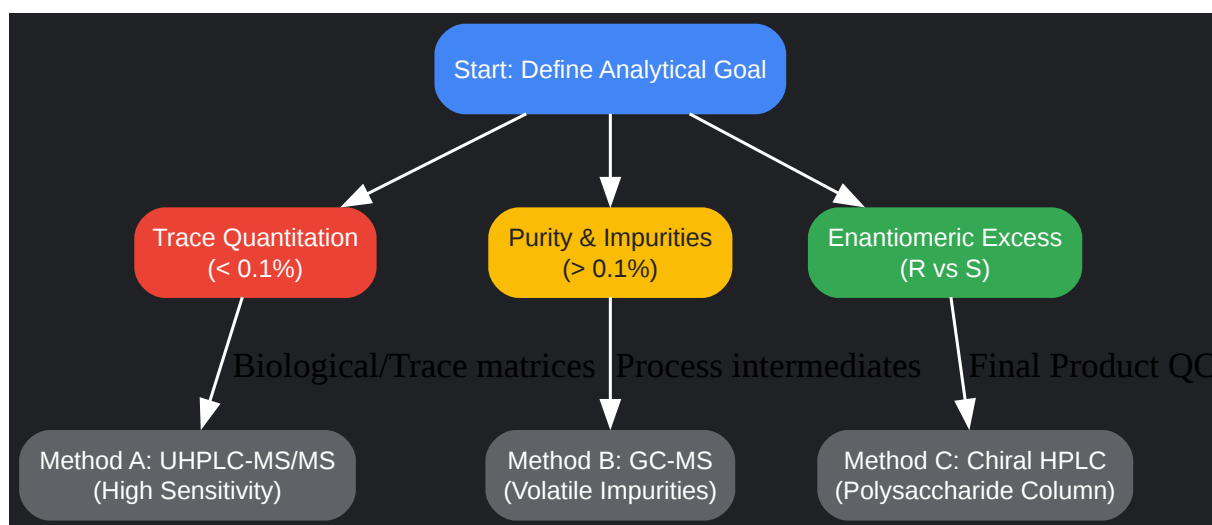 Start: Define Analytical Goal
Trace Quantitation
(< 0.1%)
Purity & Impurities
(> 0.1%)
Enantiomeric Excess
(R vs S)
Biological/Trace matrices
Process intermediates
Final Product QC
Method A: UHPLC-MS/MS
(High Sensitivity)
Method B: GC-MS
(Volatile Impurities)
Method C: Chiral HPLC
(Polysaccharide Column)